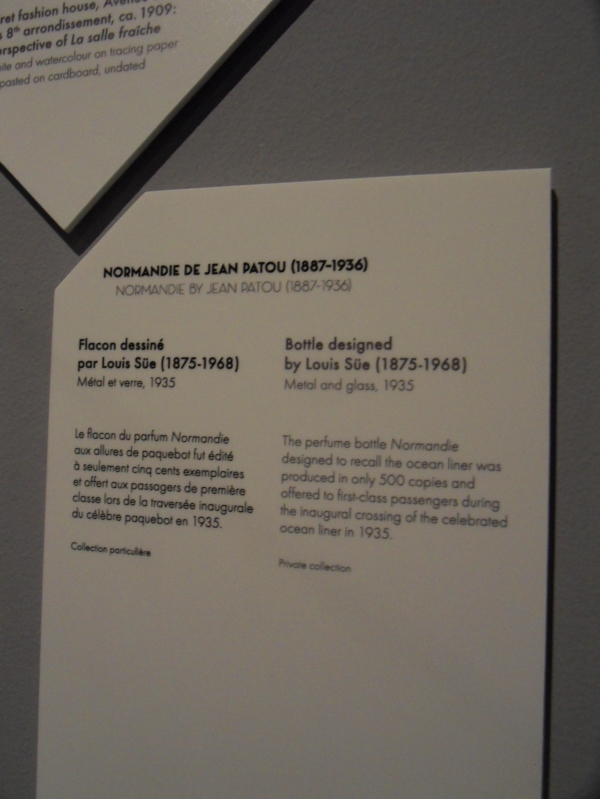 ret fashion house,
s 8th arrondissement, ca. 1909:
rspective of La salle fraîche
ite and watercolour on tracing paper
pasted on cardboard, undated
NORMANDIE DE JEAN PATOU (1887-1936)
NORMANDIE BY JEAN PATOU (1887-1936)
Flacon dessiné
par Louis Süe (1875-1968)
Métal et verre, 1935
Le flacon du parfum Normandie
aux allures de paquebot fut édité
à seulement cinq cents exemplaires
et offert aux passagers de première
classe lors de la traversée inaugurale
du célèbre paquebot en 1935.
Collection particulière
Bottle designed
by Louis Süe (1875-1968)
Metal and glass, 1935
The perfume bottle Normandie
designed to recall the ocean liner was
produced in only 500 copies and
offered to first-class passengers during
the inaugural crossing of the celebrated
ocean liner in 1935.
Private collection